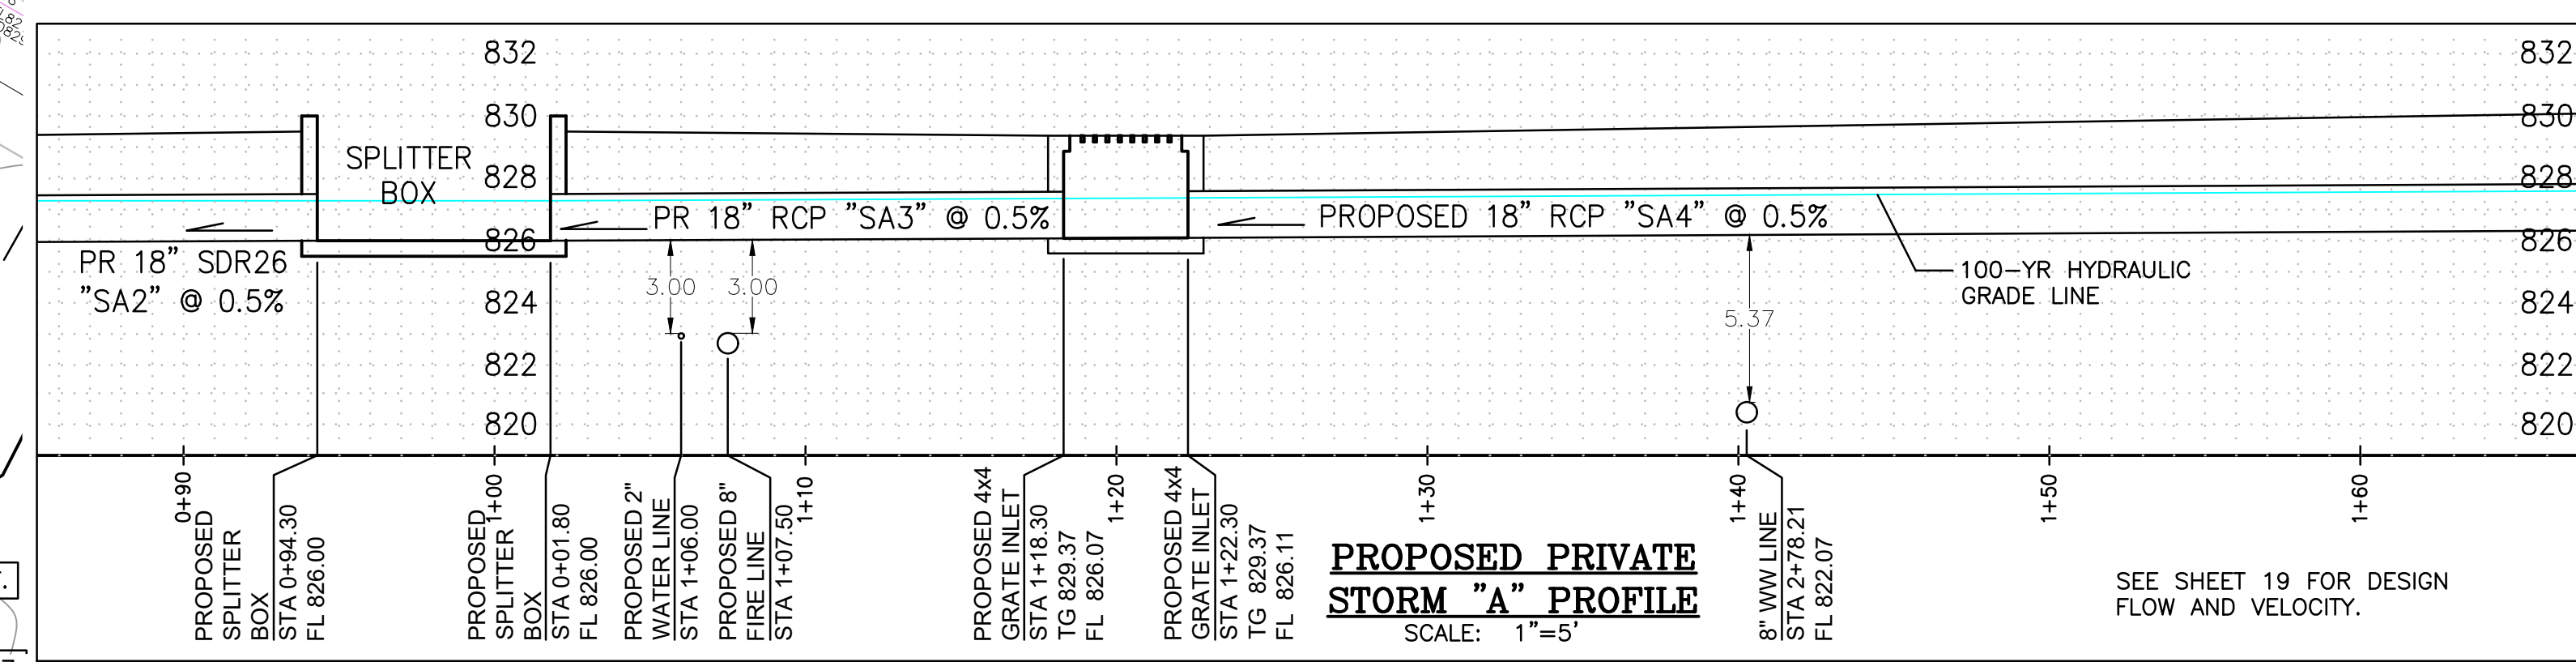 832
832
830
830
SPLITTER
BOX
828
828
PR 18" RCP "SA3" @ 0.5%
PROPOSED 18" RCP "SA4" @ 0.5%
826
826
PR 18" SDR26
"SA2" @ 0.5%
3.00
3.00
5.37
100-YR HYDRAULIC
GRADE LINE
824
824
822
822
820
820
0+90
1+00
1+10
1+20
1+30
1+40
1+50
1+60
PROPOSED
SPLITTER
BOX
STA 0+94.30
FL 826.00
PROPOSED
SPLITTER
BOX
STA 0+01.80
FL 826.00
PROPOSED 2"
WATER LINE
STA 1+06.00
PROPOSED 8"
FIRE LINE
STA 1+07.50
PROPOSED 4x4
GRATE INLET
STA 1+18.30
TG 829.37
FL 826.07
PROPOSED 4x4
GRATE INLET
STA 1+22.30
TG 829.37
FL 826.11
PROPOSED PRIVATE
STORM "A" PROFILE
SCALE: 1"=5'
8" WW LINE
STA 2+78.21
FL 822.07
SEE SHEET 19 FOR DESIGN
FLOW AND VELOCITY.